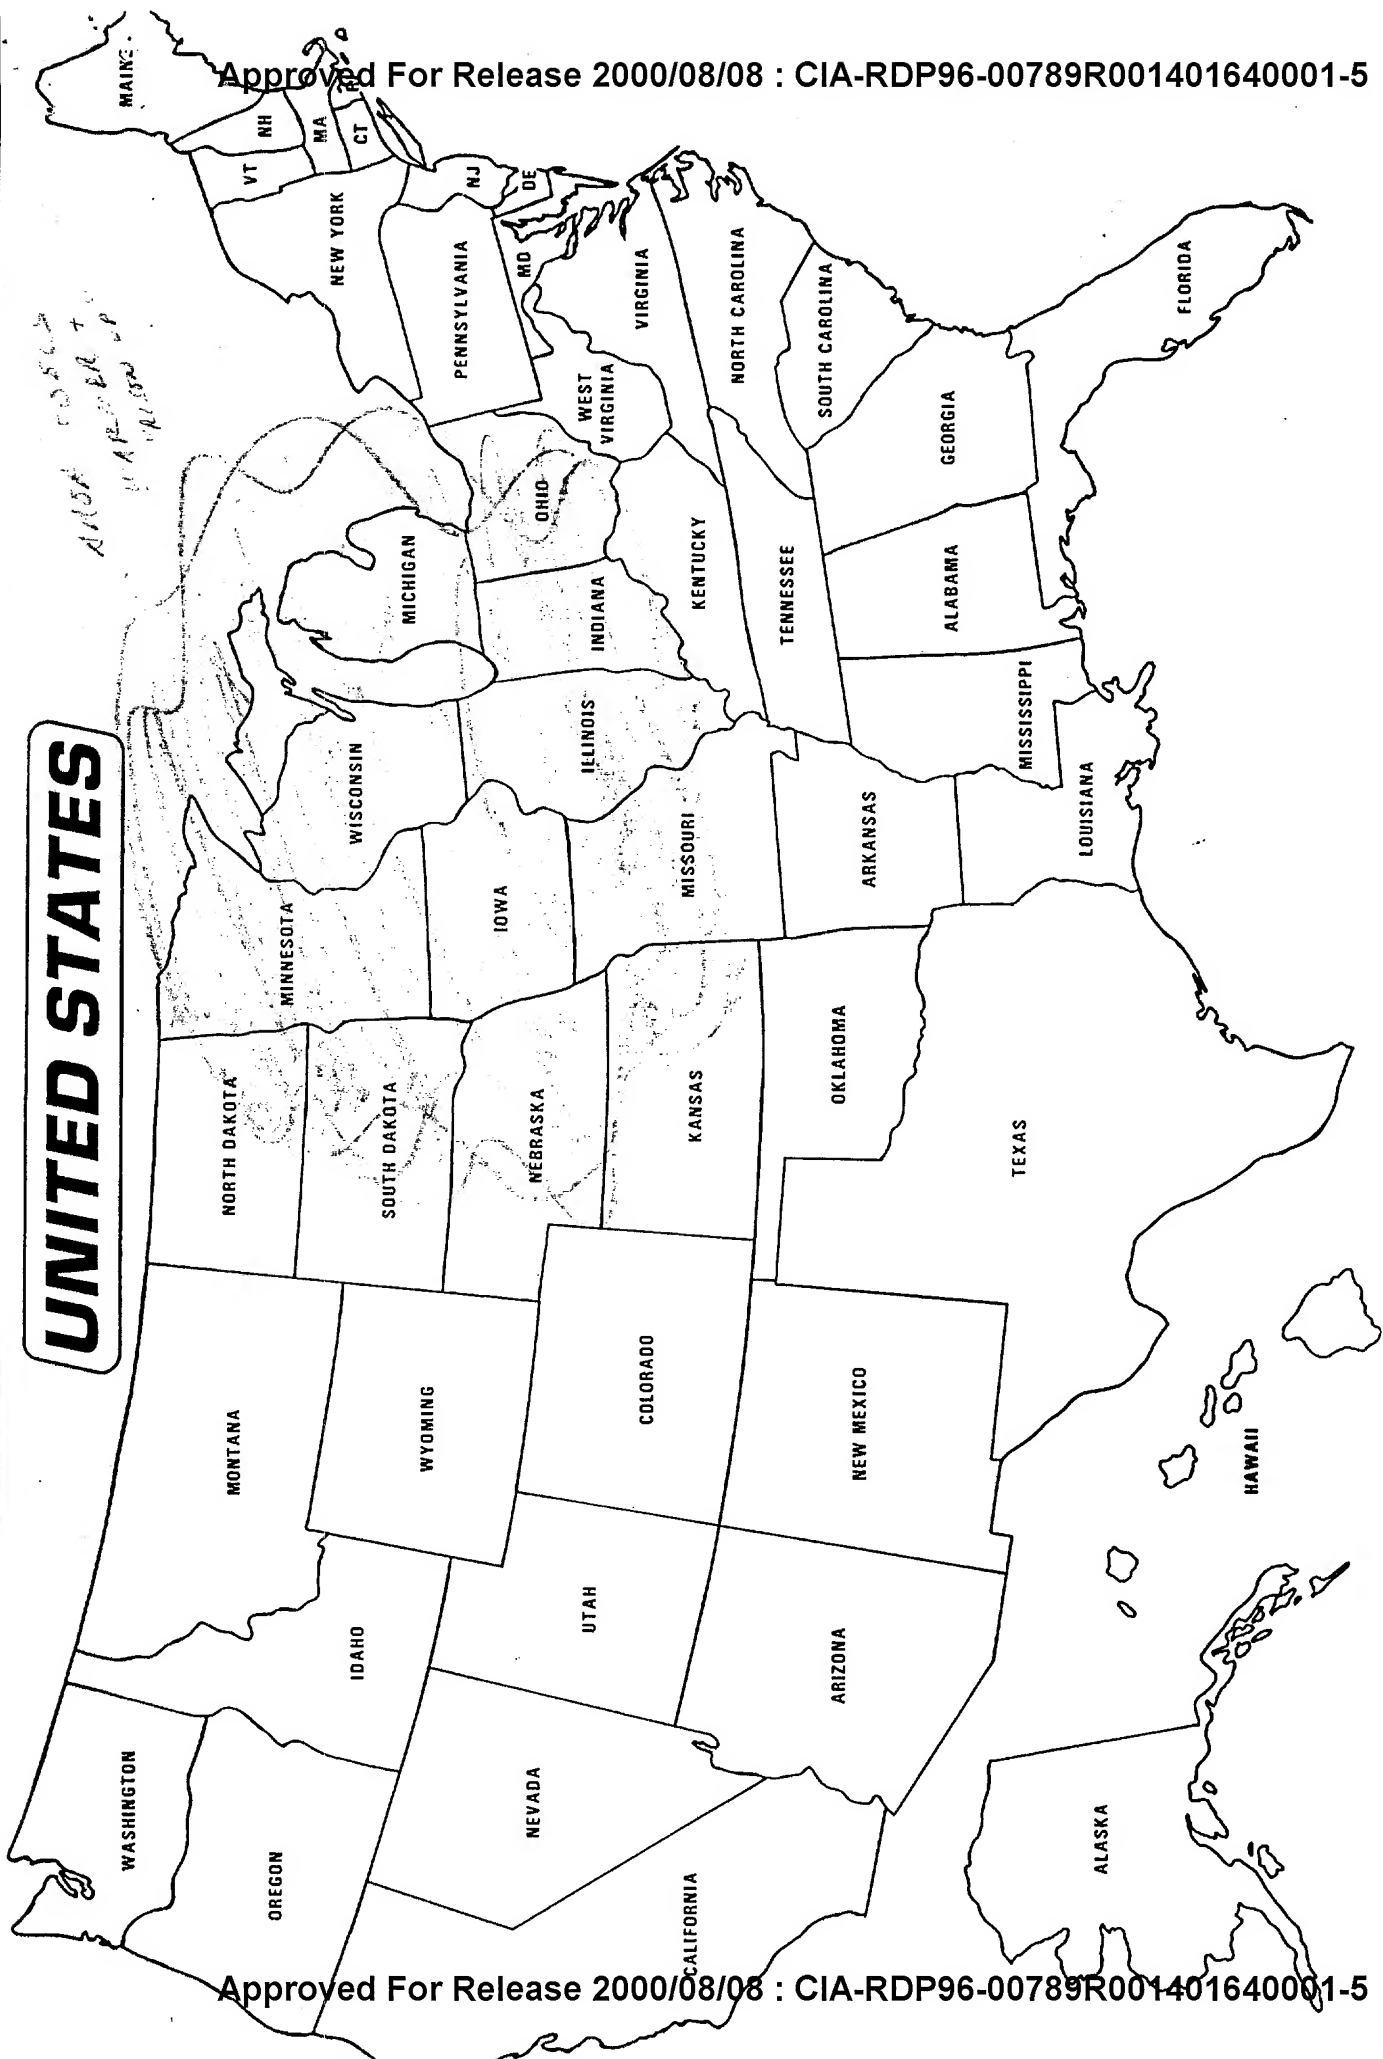 Approved For Release 2000/08/08 : CIA-RDP96-00789R001401640001-5
UNITED STATES
WASHINGTON
OREGON
CALIFORNIA
NEVADA
IDAHO
MONTANA
WYOMING
UTAH
ARIZONA
COLORADO
NEW MEXICO
NORTH DAKOTA
SOUTH DAKOTA
NEBRASKA
KANSAS
OKLAHOMA
TEXAS
MINNESOTA
IOWA
MISSOURI
ARKANSAS
LOUISIANA
WISCONSIN
ILLINOIS
MICHIGAN
INDIANA
OHIO
KENTUCKY
TENNESSEE
MISSISSIPPI
ALABAMA
GEORGIA
FLORIDA
SOUTH CAROLINA
NORTH CAROLINA
VIRGINIA
WEST
VIRGINIA
PENNSYLVANIA
NEW YORK
MD
DE
NJ
VT
NH
MA
CT
MAINE
ALASKA
HAWAII
Approved For Release 2000/08/08 : CIA-RDP96-00789R001401640001-5